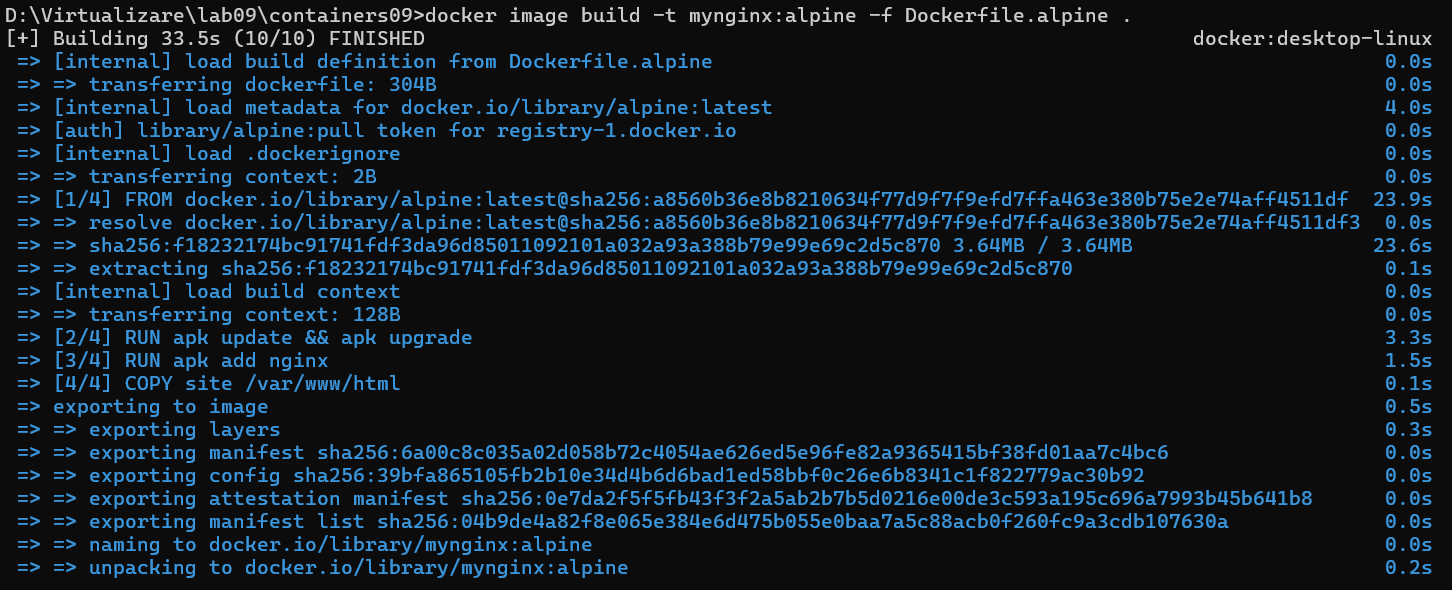 D:\Virtualizare\lab09\containers09>docker image build -t mynginx:alpine -f Dockerfile.alpine .
[+] Building 33.5s (10/10) FINISHED docker:desktop-linux
=> [internal] load build definition from Dockerfile.alpine 0.0s
=> => transferring dockerfile: 304B 0.0s
=> [internal] load metadata for docker.io/library/alpine:latest 4.0s
=> [auth] library/alpine:pull token for registry-1.docker.io 0.0s
=> [internal] load .dockerignore 0.0s
=> => transferring context: 2B 0.0s
=> [1/4] FROM docker.io/library/alpine:latest@sha256:a8560b36e8b8210634f77d9f7f9efd7ffa463e380b75e2e74aff4511df 23.9s
=> => resolve docker.io/library/alpine:latest@sha256:a8560b36e8b8210634f77d9f7f9efd7ffa463e380b75e2e74aff4511df3 0.0s
=> => sha256:f18232174bc91741fdf3da96d85011092101a032a93a388b79e99e69c2d5c870 3.64MB / 3.64MB 23.6s
=> => extracting sha256:f18232174bc91741fdf3da96d85011092101a032a93a388b79e99e69c2d5c870 0.1s
=> [internal] load build context 0.0s
=> => transferring context: 128B 0.0s
=> [2/4] RUN apk update && apk upgrade 3.3s
=> [3/4] RUN apk add nginx 1.5s
=> [4/4] COPY site /var/www/html 0.1s
=> exporting to image 0.5s
=> => exporting layers 0.3s
=> => exporting manifest sha256:6a00c8c035a02d058b72c4054ae626ed5e96fe82a9365415bf38fd01aa7c4bc6 0.0s
=> => exporting config sha256:39bfa865105fb2b10e34d4b6d6bad1ed58bbf0c26e6b8341c1f822779ac30b92 0.0s
=> => exporting attestation manifest sha256:0e7da2f5f5fb43f3f2a5ab2b7b5d0216e00de3c593a195c696a7993b45b641b8 0.0s
=> => exporting manifest list sha256:04b9de4a82f8e065e384e6d475b055e0baa7a5c88acb0f260fc9a3cdb107630a 0.0s
=> => naming to docker.io/library/mynginx:alpine 0.0s
=> => unpacking to docker.io/library/mynginx:alpine 0.2s